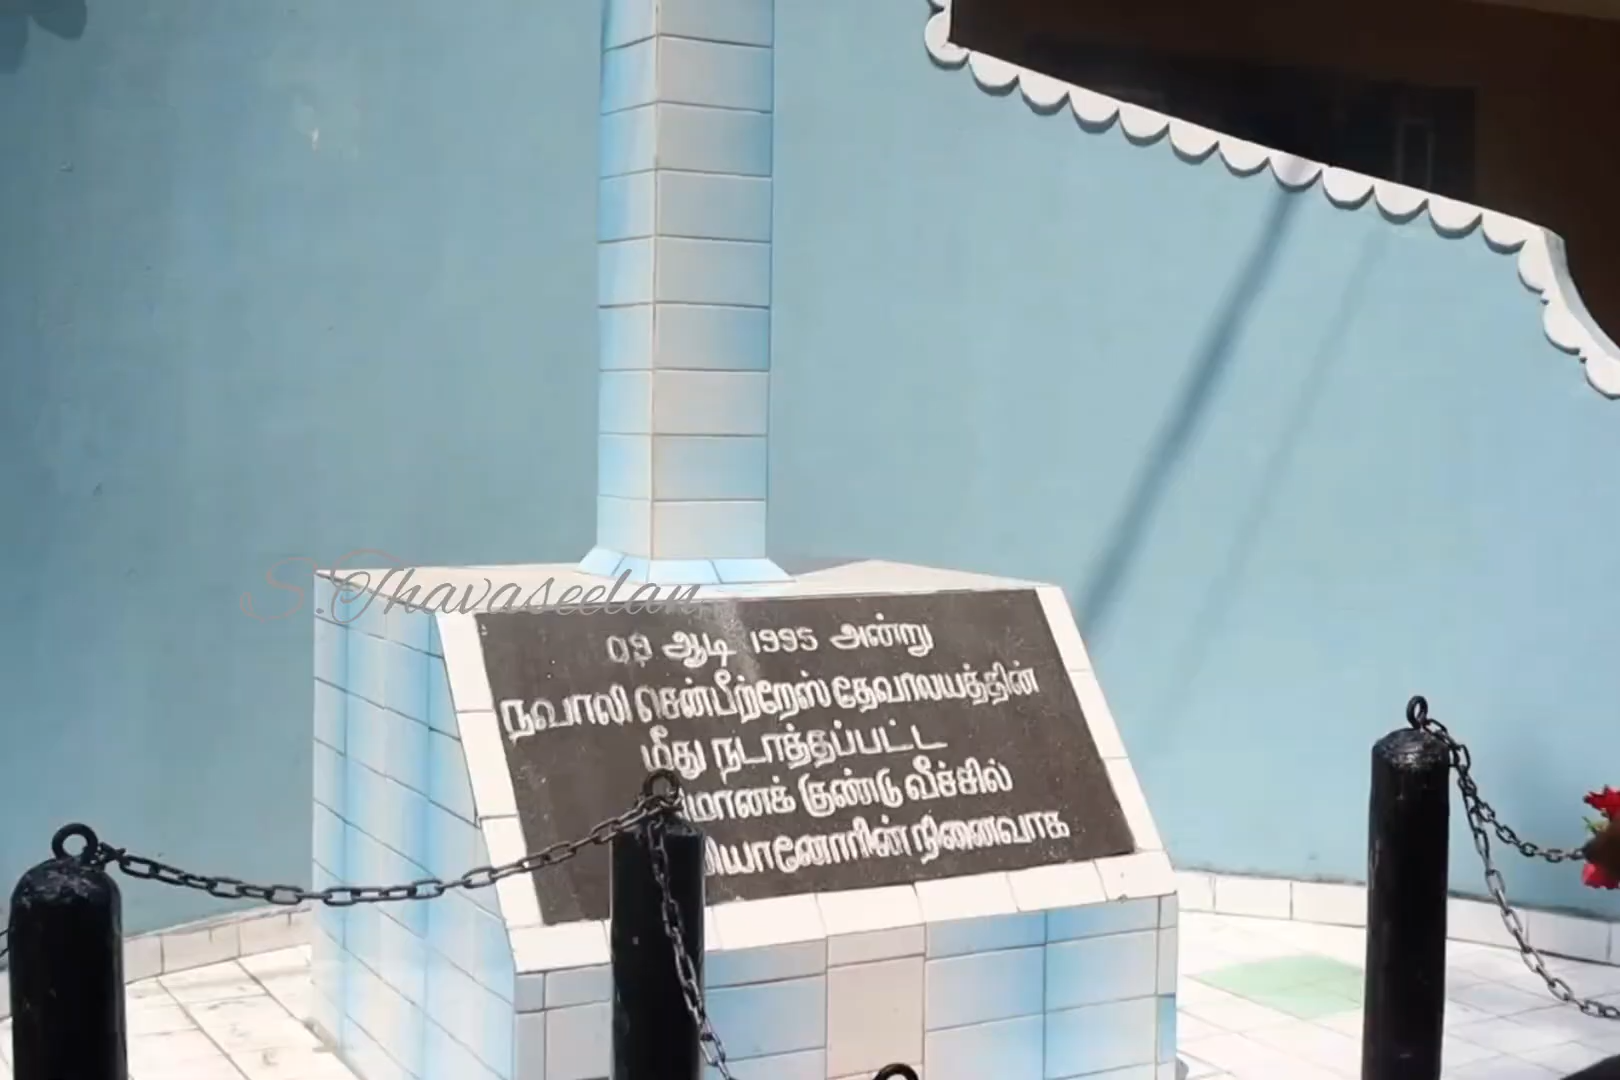 S.Thavaseelan
09 ஆடி 1995 அன்று
நவாலி சென்பீற்றேஸ் தேவாலயத்தின்
மீது நடாத்தப்பட்ட
குண்டு வீச்சில்
நினைவாக